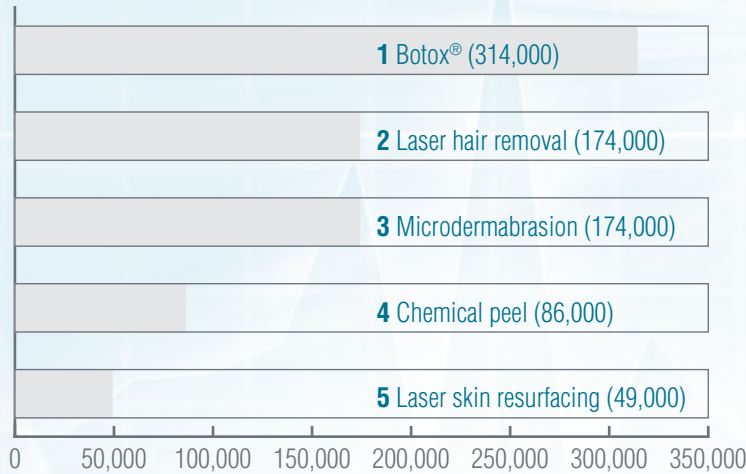 1 Botox® (314,000)
2 Laser hair removal (174,000)
3 Microdermabrasion (174,000)
4 Chemical peel (86,000)
5 Laser skin resurfacing (49,000)
0 50,000 100,000 150,000 200,000 250,000 300,000 350,000